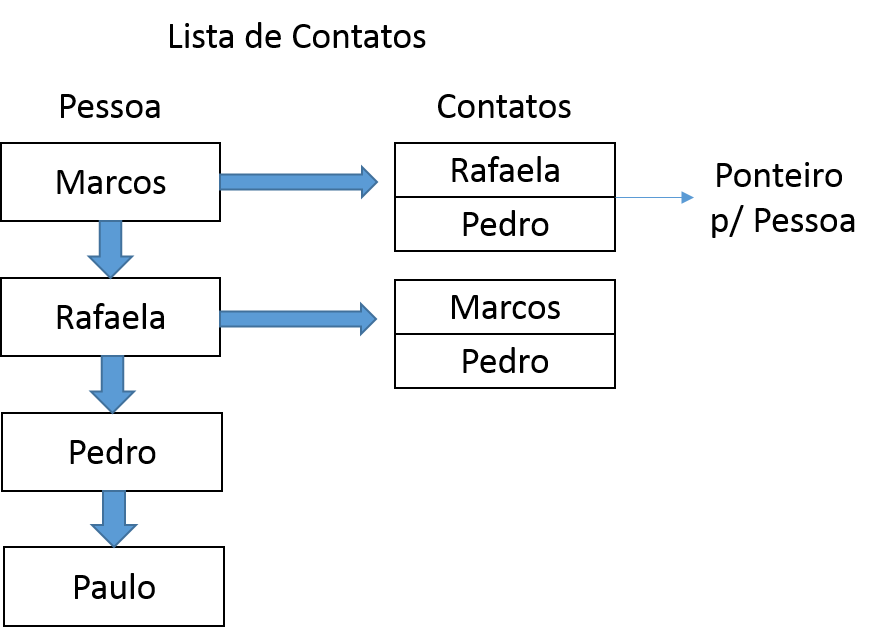 Lista de Contatos
Pessoa
Contatos
Marcos
Rafaela
Pedro
Ponteiro
p/ Pessoa
Rafaela
Marcos
Pedro
Pedro
Paulo